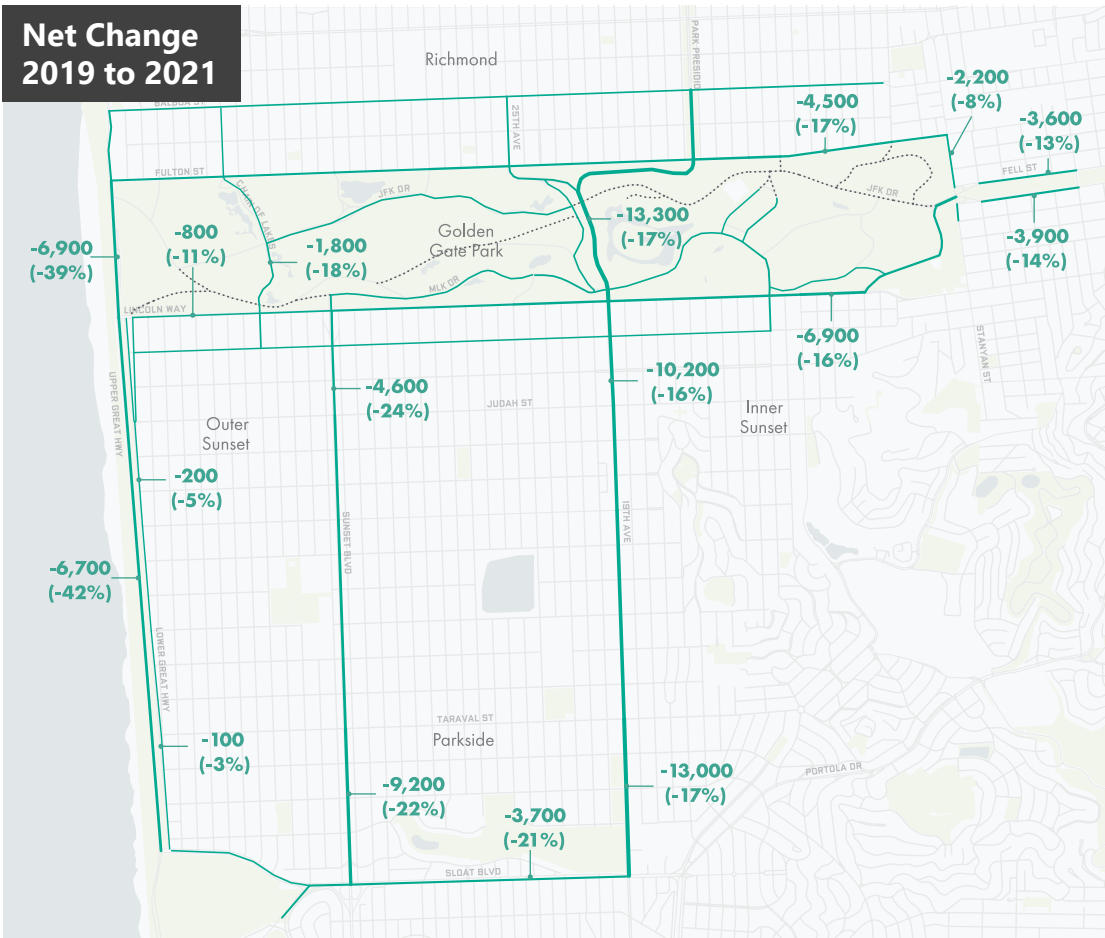 Net Change
2019 to 2021
Richmond
PARK PRESIDIO
BALBOA ST
25TH AVE
-4,500
(-17%)
-2,200
(-8%)
-3,600
(-13%)
FELL ST
FULTON ST
JFK DR
JFK DR
CHAIN OF LAKES
-6,900
(-39%)
-800
(-11%)
-1,800
(-18%)
Golden
Gate Park
-13,300
(-17%)
-3,900
(-14%)
MLK DR
LINCOLN WAY
-6,900
(-16%)
STANYAN ST
UPPER GREAT HWY
-4,600
(-24%)
-10,200
(-16%)
JUDAH ST
Outer
Sunset
Inner
Sunset
-200
(-5%)
SUNSET BLVD
19TH AVE
-6,700
(-42%)
LOWER GREAT HWY
TARAVAL ST
Parkside
-100
(-3%)
-9,200
(-22%)
-13,000
(-17%)
PORTOLA DR
-3,700
(-21%)
SLOAT BLVD